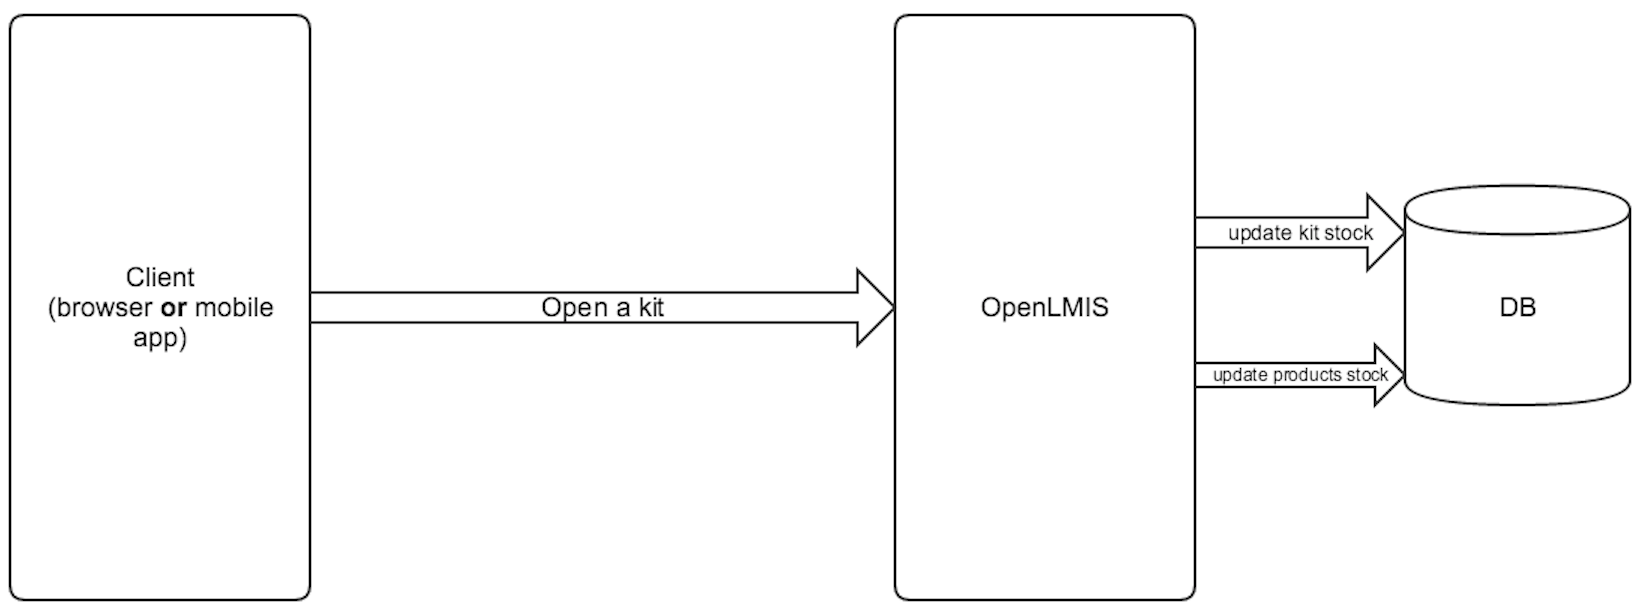 Client
(browser or mobile
app)
Open a kit
OpenLMIS
update kit stock
update products stock
DB